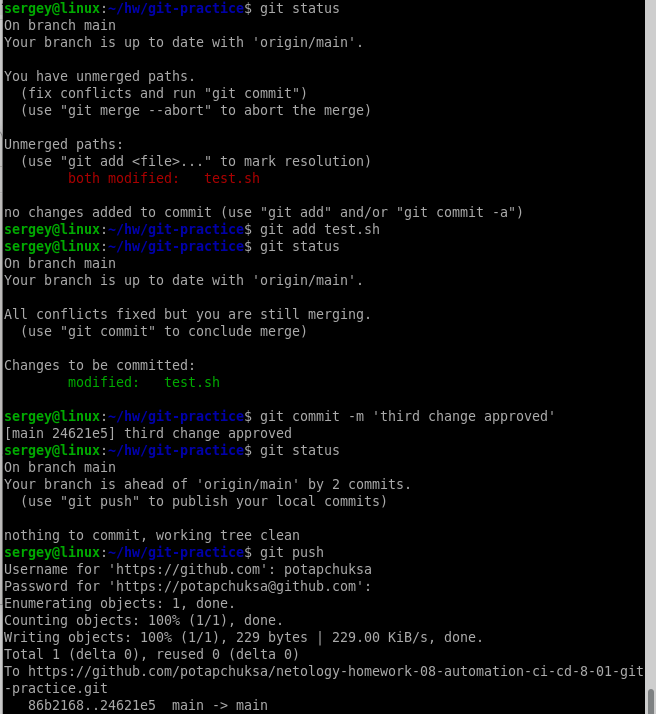 sergey@linux:~/hw/git-practice$ git status
On branch main
Your branch is up to date with 'origin/main'.
You have unmerged paths.
(fix conflicts and run "git commit")
(use "git merge --abort" to abort the merge)
Unmerged paths:
(use "git add <file>..." to mark resolution)
both modified:   test.sh
no changes added to commit (use "git add" and/or "git commit -a")
sergey@linux:~/hw/git-practice$ git add test.sh
sergey@linux:~/hw/git-practice$ git status
On branch main
Your branch is up to date with 'origin/main'.
All conflicts fixed but you are still merging.
(use "git commit" to conclude merge)
Changes to be committed:
modified:   test.sh
sergey@linux:~/hw/git-practice$ git commit -m 'third change approved'
[main 24621e5] third change approved
sergey@linux:~/hw/git-practice$ git status
On branch main
Your branch is ahead of 'origin/main' by 2 commits.
(use "git push" to publish your local commits)
nothing to commit, working tree clean
sergey@linux:~/hw/git-practice$ git push
Username for 'https://github.com': potapchuksa
Password for 'https://potapchuksa@github.com':
Enumerating objects: 1, done.
Counting objects: 100% (1/1), done.
Writing objects: 100% (1/1), 229 bytes | 229.00 KiB/s, done.
Total 1 (delta 0), reused 0 (delta 0)
To https://github.com/potapchuksa/netology-homework-08-automation-ci-cd-8-01-git
-practice.git
86b2168..24621e5  main -> main